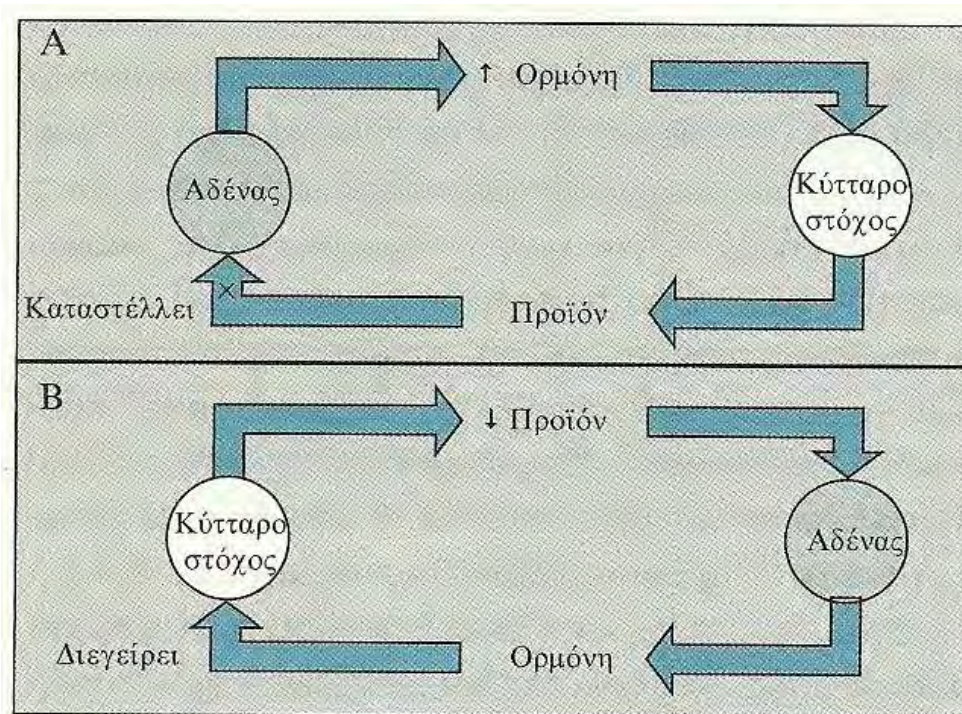 A
↑ Ορμόνη
Αδένας
Κύτταρο
στόχος
×
Καταστέλλει
Προϊόν
B
↓ Προϊόν
Κύτταρο
στόχος
Αδένας
Διεγείρει
Ορμόνη